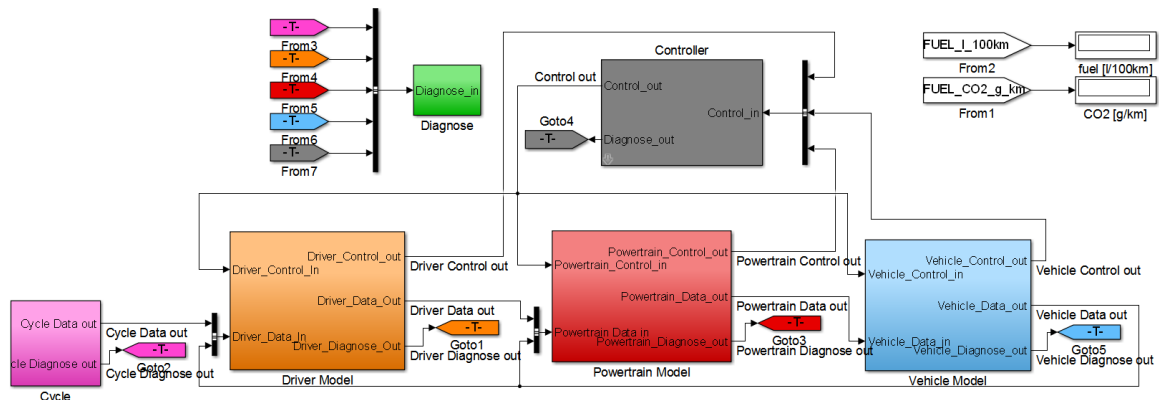 -T-
From3
-T-
From4
-T-
From5
-T-
From6
-T-
From7
Diagnose_in
Diagnose
Controller
Control out
Control_out
Control_in
Diagnose_out
Goto4
-T-
FUEL_l_100km
From2
fuel [l/100km]
FUEL_CO2_g_km
From1
CO2 [g/km]
Cycle Data out
Cycle Data out
cle Diagnose out
Cycle Diagnose out
-T-
Goto2
Cycle
Driver_Control_out
Driver Control out
Driver_Control_In
Driver_Data_Out
Driver Data out
Driver_Data_In
Driver_Diagnose_Out
Driver Diagnose out
-T-
Goto1
Driver Model
Powertrain_Control_out
Powertrain Control out
Powertrain_Control_in
Powertrain_Data_out
Powertrain Data out
Powertrain_Data_in
Powertrain_Diagnose_out
Powertrain Diagnose out
-T-
Goto3
Powertrain Model
Vehicle_Control_out
Vehicle Control out
Vehicle_Control_in
Vehicle_Data_out
Vehicle Data out
Vehicle_Data_in
Vehicle_Diagnose_out
Vehicle Diagnose out
-T-
Goto5
Vehicle Model